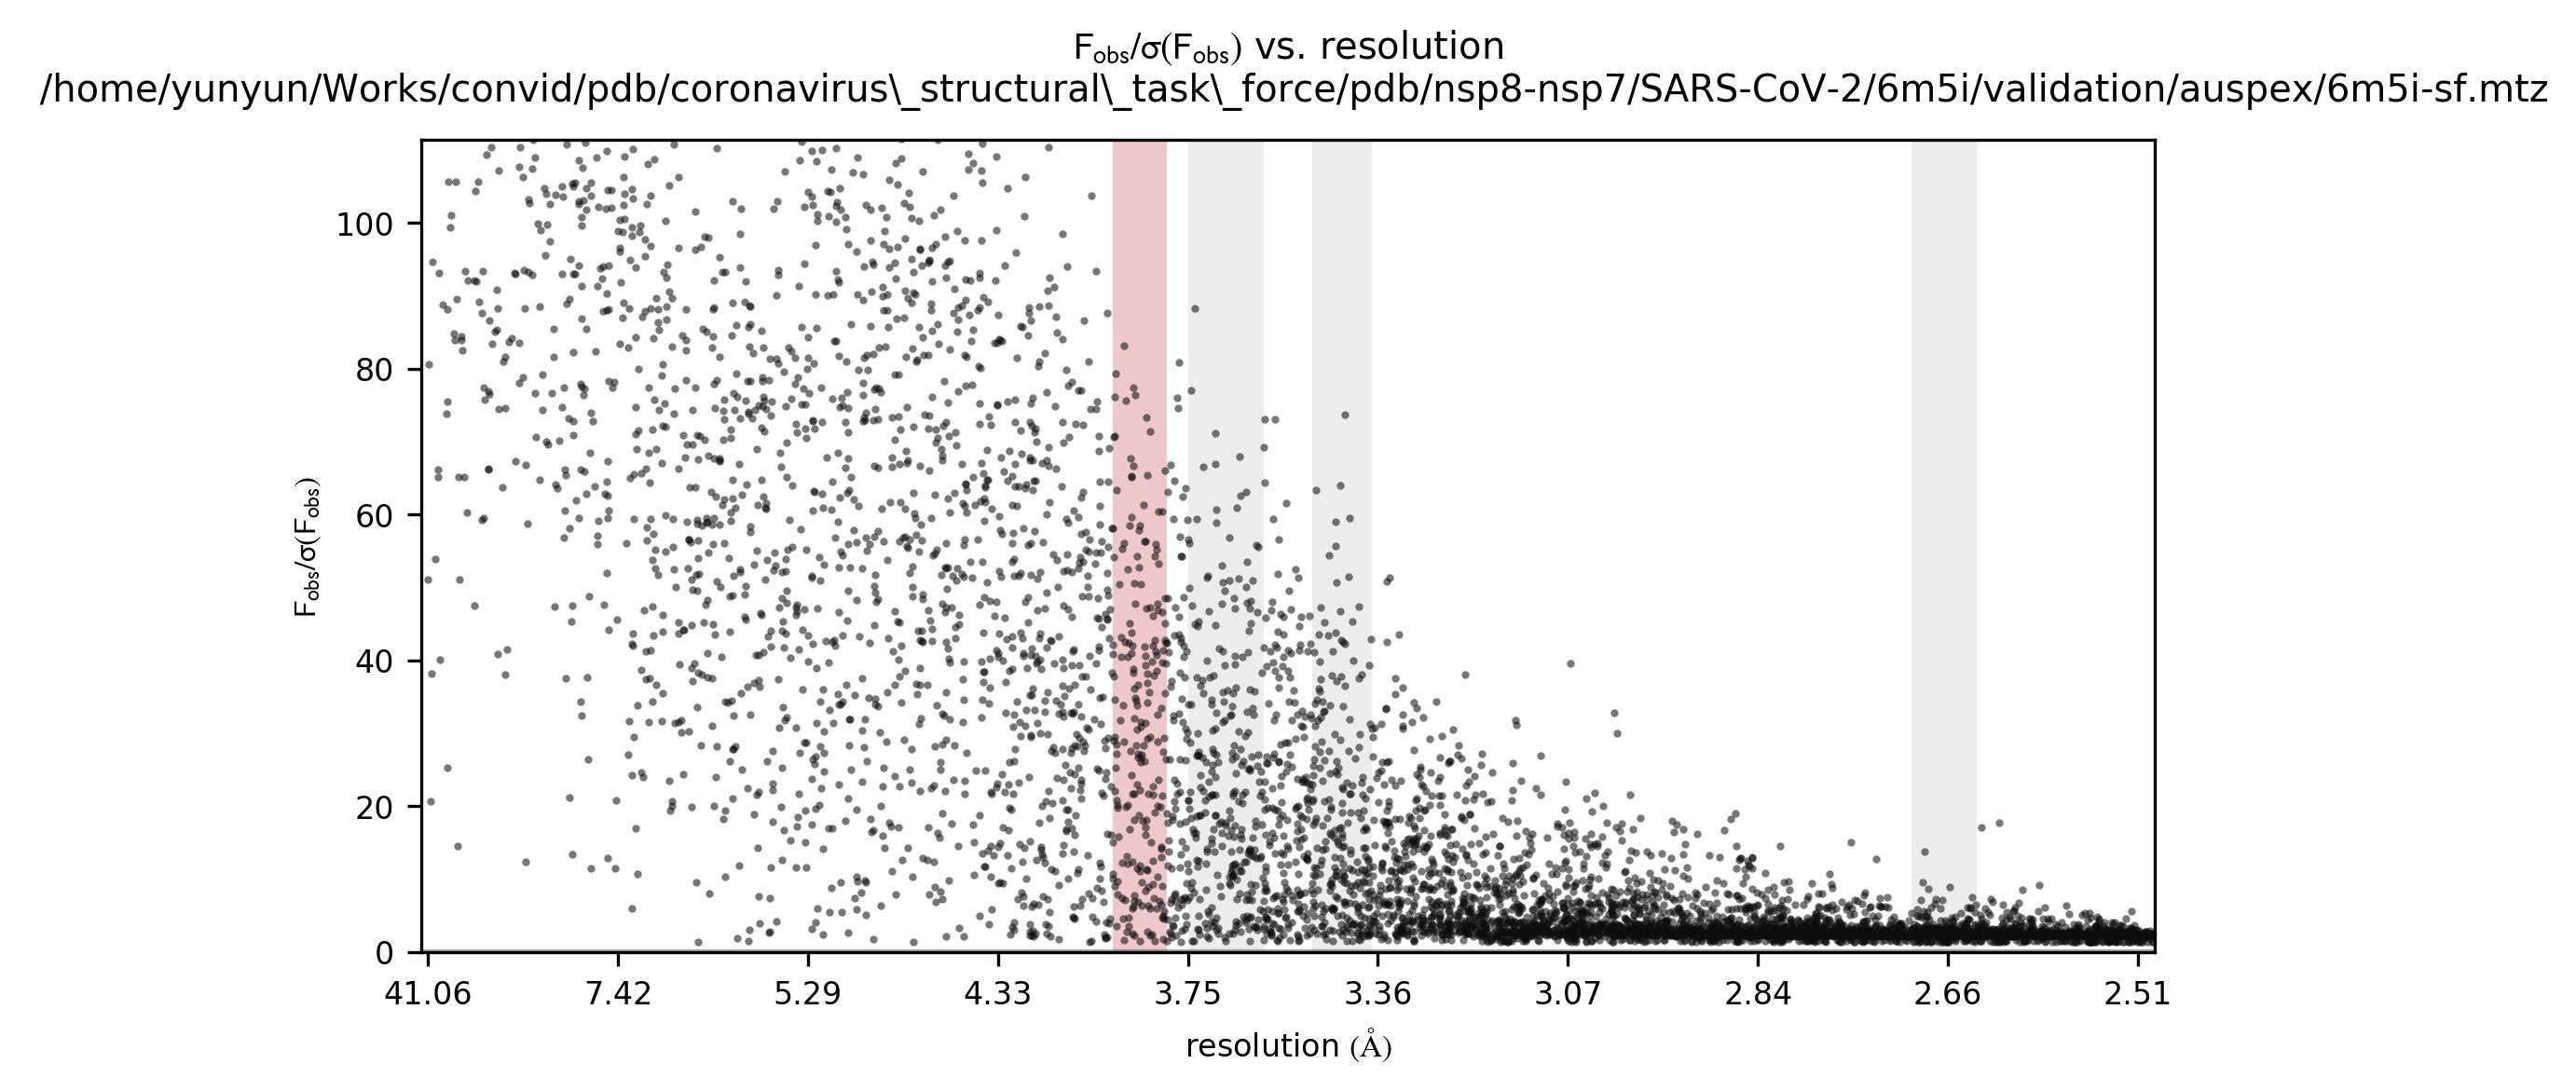 Fobs/σ(Fobs) vs. resolution
/home/yunyun/Works/convid/pdb/coronavirus\_structural\_task\_force/pdb/nsp8-nsp7/SARS-CoV-2/6m5i/validation/auspex/6m5i-sf.mtz
Fobs/σ(Fobs)
100
80
60
40
20
0
41.06 7.42 5.29 4.33 3.75 3.36 3.07 2.84 2.66 2.51
resolution (Å)